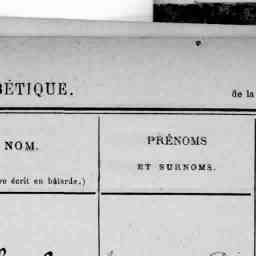 BÉTIQUE.
de la
NOM.
PRÉNOMS
ET SURNOMS.
re écrit en bâtarde.)